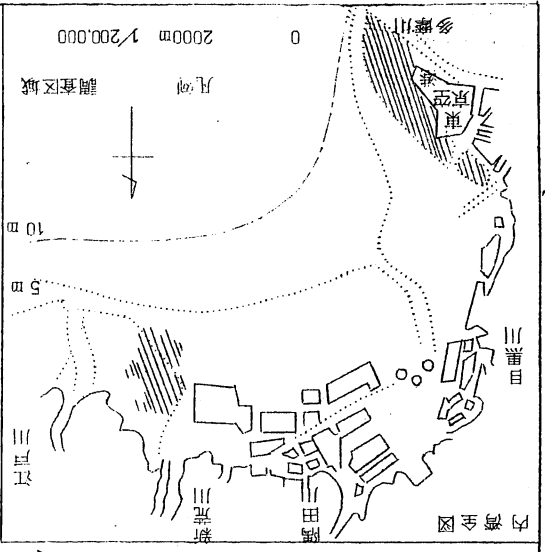 内湾全図
隅田川
新荒川
江戸川
目黒川
5 m
10 m
東京空港
凡例
調査区域
多摩川
0 2000m 1/200,000